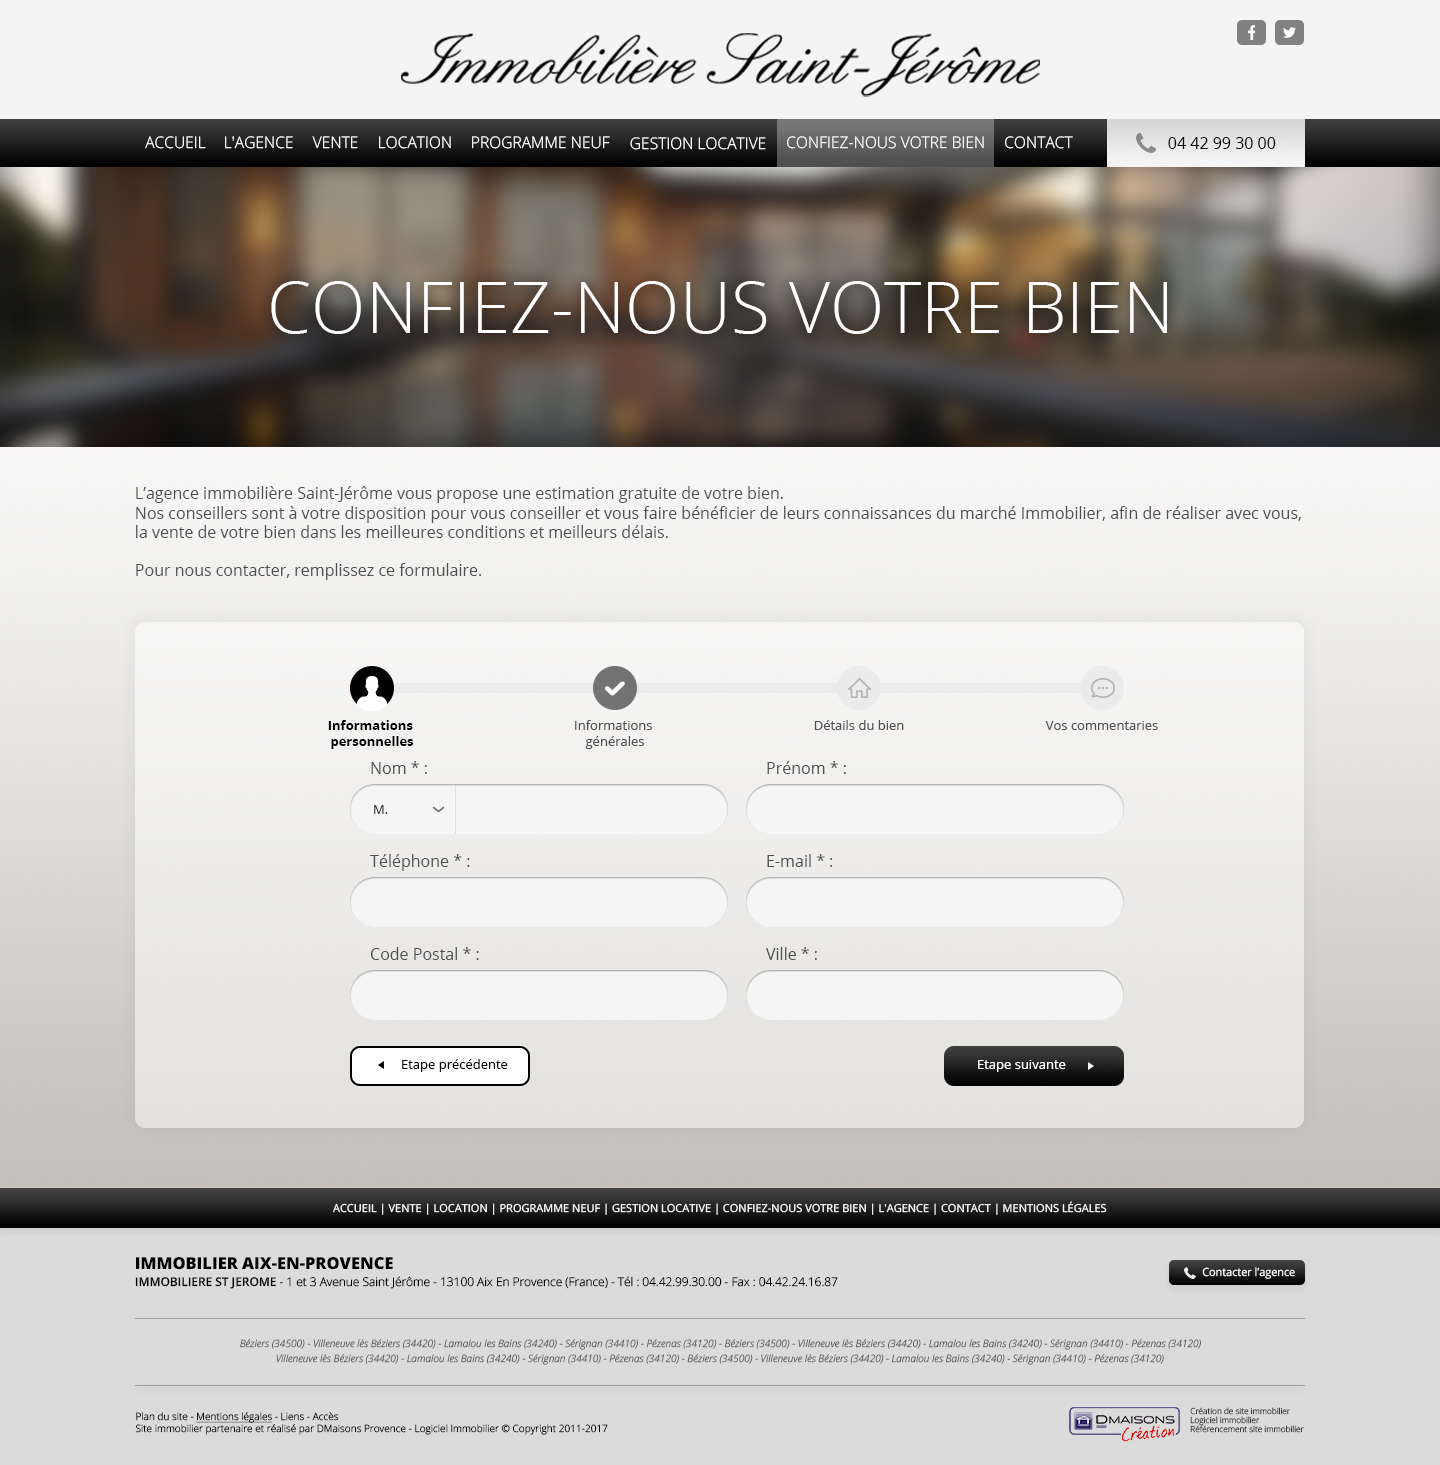 Immobilière Saint-Jérôme
ACCUEIL L'AGENCE VENTE LOCATION PROGRAMME NEUF GESTION LOCATIVE CONFIEZ-NOUS VOTRE BIEN CONTACT 04 42 99 30 00
CONFIEZ-NOUS VOTRE BIEN
L’agence immobilière Saint-Jérôme vous propose une estimation gratuite de votre bien.
Nos conseillers sont à votre disposition pour vous conseiller et vous faire bénéficier de leurs connaissances du marché Immobilier, afin de réaliser avec vous,
la vente de votre bien dans les meilleures conditions et meilleurs délais.
Pour nous contacter, remplissez ce formulaire.
Informations
personnelles
Informations
générales
Détails du bien
Vos commentaries
Nom * :
Prénom * :
M.
Téléphone * :
E-mail * :
Code Postal * :
Ville * :
Etape précédente
Etape suivante
ACCUEIL | VENTE | LOCATION | PROGRAMME NEUF | GESTION LOCATIVE | CONFIEZ-NOUS VOTRE BIEN | L'AGENCE | CONTACT | MENTIONS LÉGALES
IMMOBILIER AIX-EN-PROVENCE
IMMOBILIERE ST JEROME - 1 et 3 Avenue Saint Jérôme - 13100 Aix En Provence (France) - Tél : 04.42.99.30.00 - Fax : 04.42.24.16.87
Contacter l’agence
Béziers (34500) - Villeneuve lès Béziers (34420) - Lamalou les Bains (34240) - Sérignan (34410) - Pézenas (34120) - Béziers (34500) - Villeneuve lès Béziers (34420) - Lamalou les Bains (34240) - Sérignan (34410) - Pézenas (34120)
Villeneuve lès Béziers (34420) - Lamalou les Bains (34240) - Sérignan (34410) - Pézenas (34120) - Béziers (34500) - Villeneuve lès Béziers (34420) - Lamalou les Bains (34240) - Sérignan (34410) - Pézenas (34120)
Plan du site - Mentions légales - Liens - Accès
Site immobilier partenaire et réalisé par DMaisons Provence - Logiciel Immobilier © Copyright 2011-2017
DMAISONS
Création
Création de site immobilier
Logiciel immobilier
Référencement site immobilier